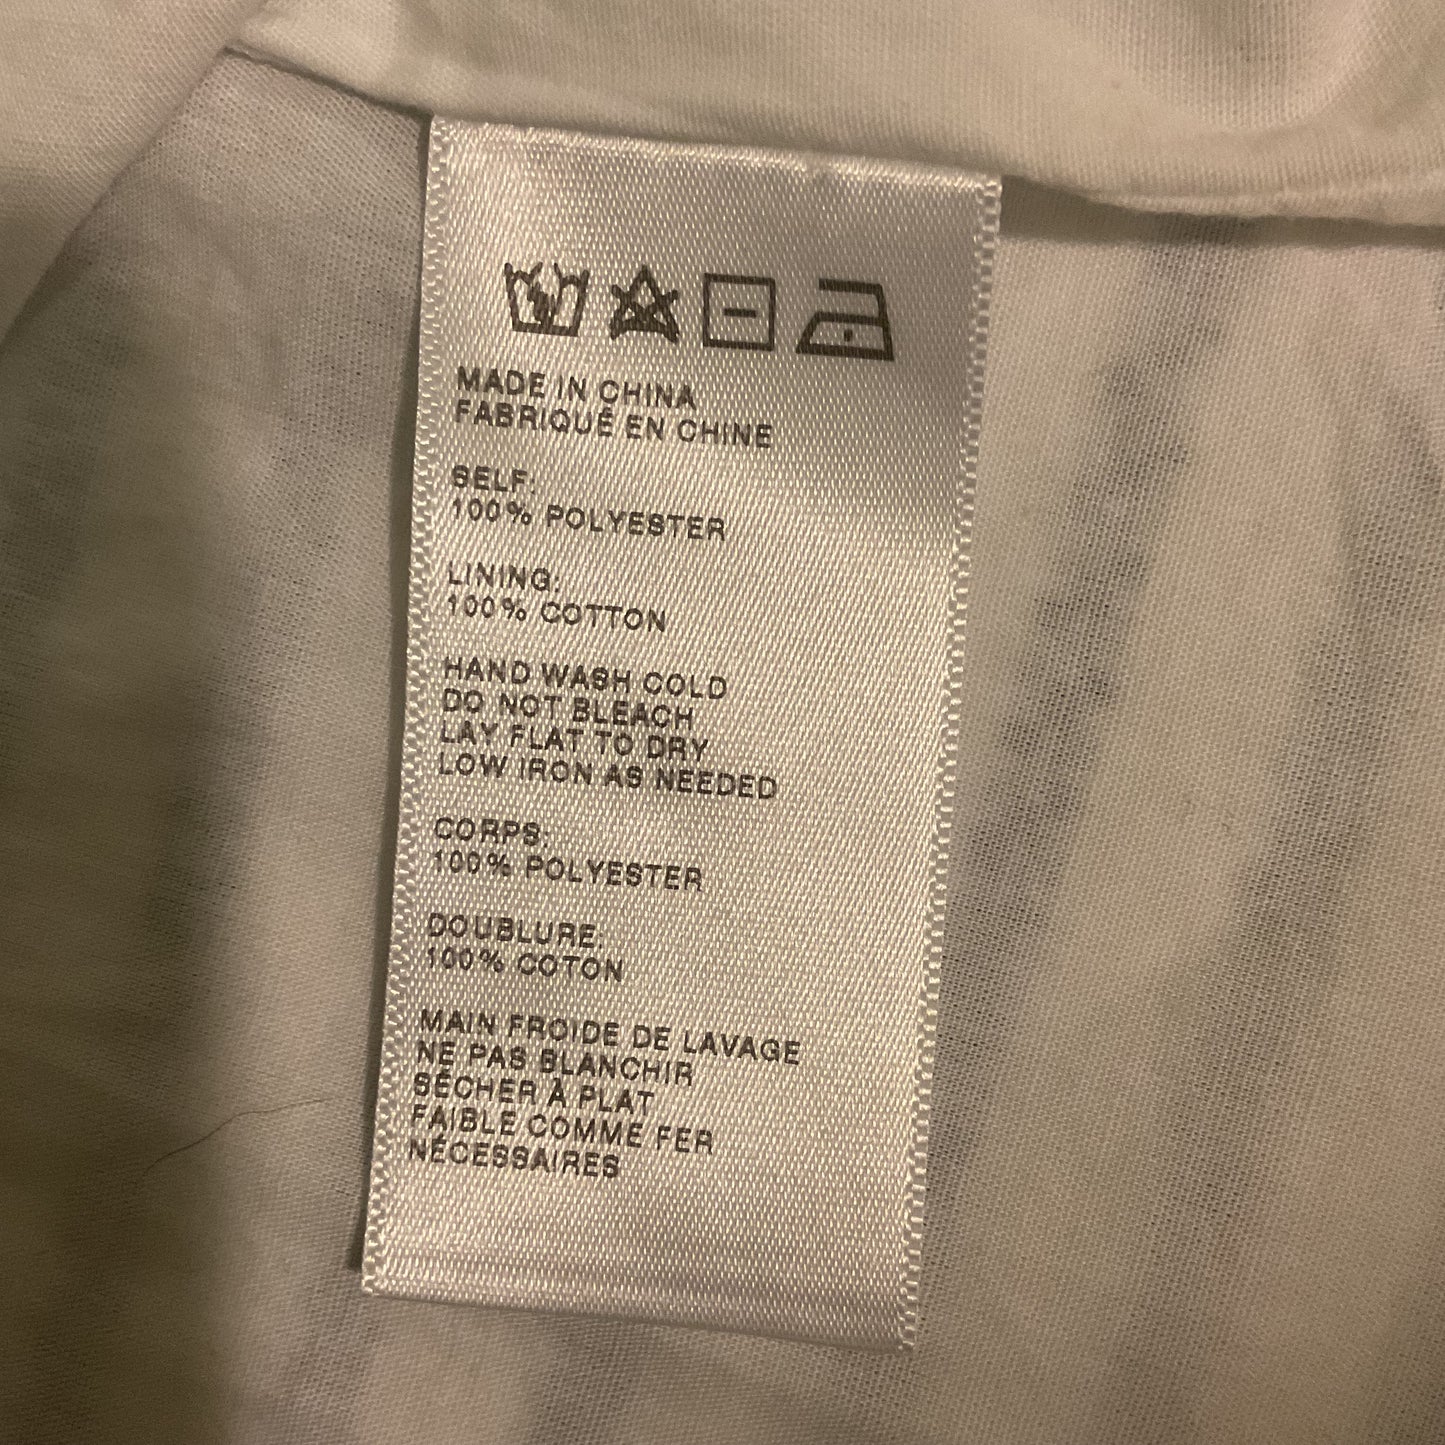 MADE IN CHINA
FABRIQUÉ EN CHINE
SELF:
100% POLYESTER
LINING:
100% COTTON
HAND WASH COLD
DO NOT BLEACH
LAY FLAT TO DRY
LOW IRON AS NEEDED
CORPS:
100% POLYESTER
DOUBLURE:
100% COTON
MAIN FROIDE DE LAVAGE
NE PAS BLANCHIR
SÉCHER À PLAT
FAIBLE COMME FER
NÉCESSAIRES